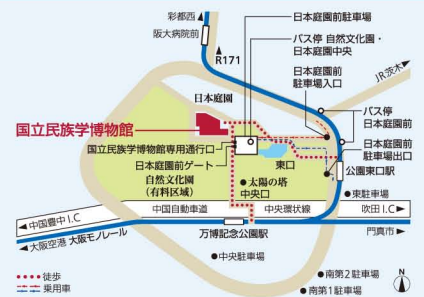 彩都西
阪大病院前
R171
日本庭園前駐車場
バス停 自然文化園・
日本庭園中央
日本庭園前
駐車場入口
JR茨木
バス停
日本庭園前
日本庭園
国立民族学博物館
国立民族学博物館専用通行口
日本庭園前ゲート
自然文化園
(有料区域)
東口
太陽の塔
中央口
日本庭園前
駐車場出口
公園東口駅
東駐車場
中国豊中I.C
中国自動車道
中央環状線
吹田I.C
大阪空港 大阪モノレール
万博記念公園駅
門真市
中央駐車場
南第2駐車場
南第1駐車場
徒歩
乗用車
N